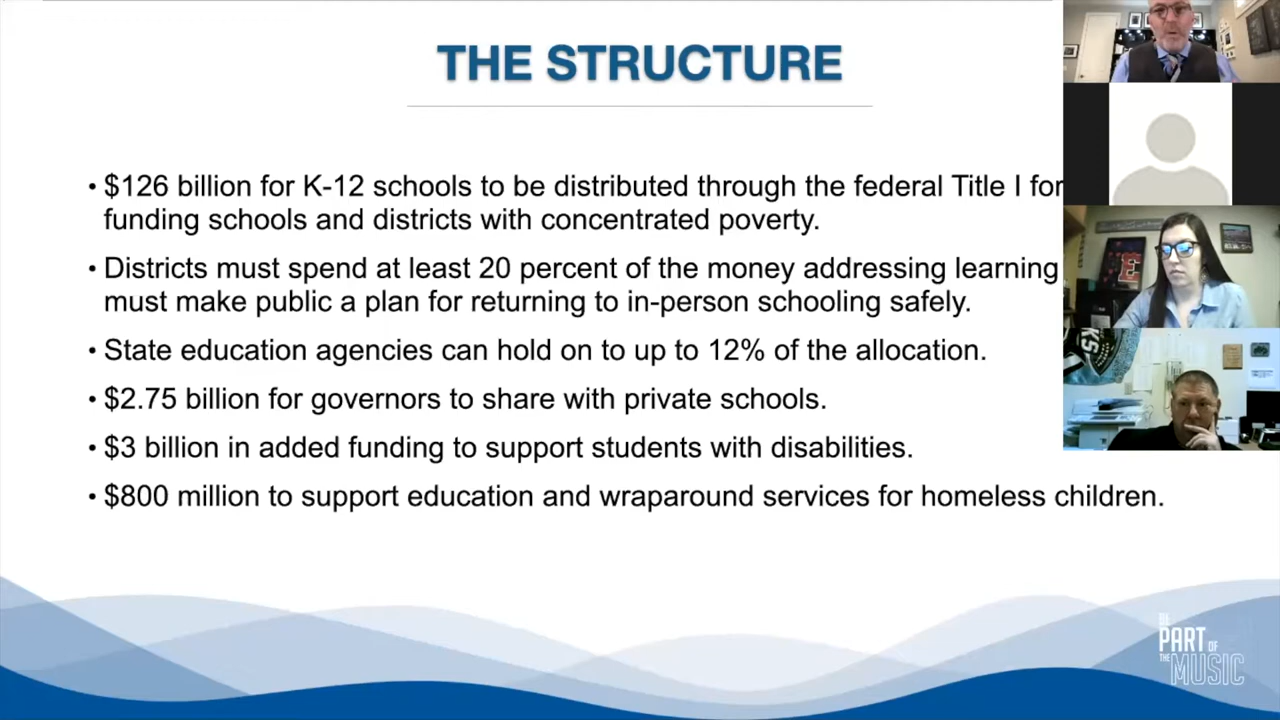 THE STRUCTURE
• $126 billion for K-12 schools to be distributed through the federal Title I for
funding schools and districts with concentrated poverty.
• Districts must spend at least 20 percent of the money addressing learning
must make public a plan for returning to in-person schooling safely.
• State education agencies can hold on to up to 12% of the allocation.
• $2.75 billion for governors to share with private schools.
• $3 billion in added funding to support students with disabilities.
• $800 million to support education and wraparound services for homeless children.
E
KS
BE
PART OF
THE MUSIC